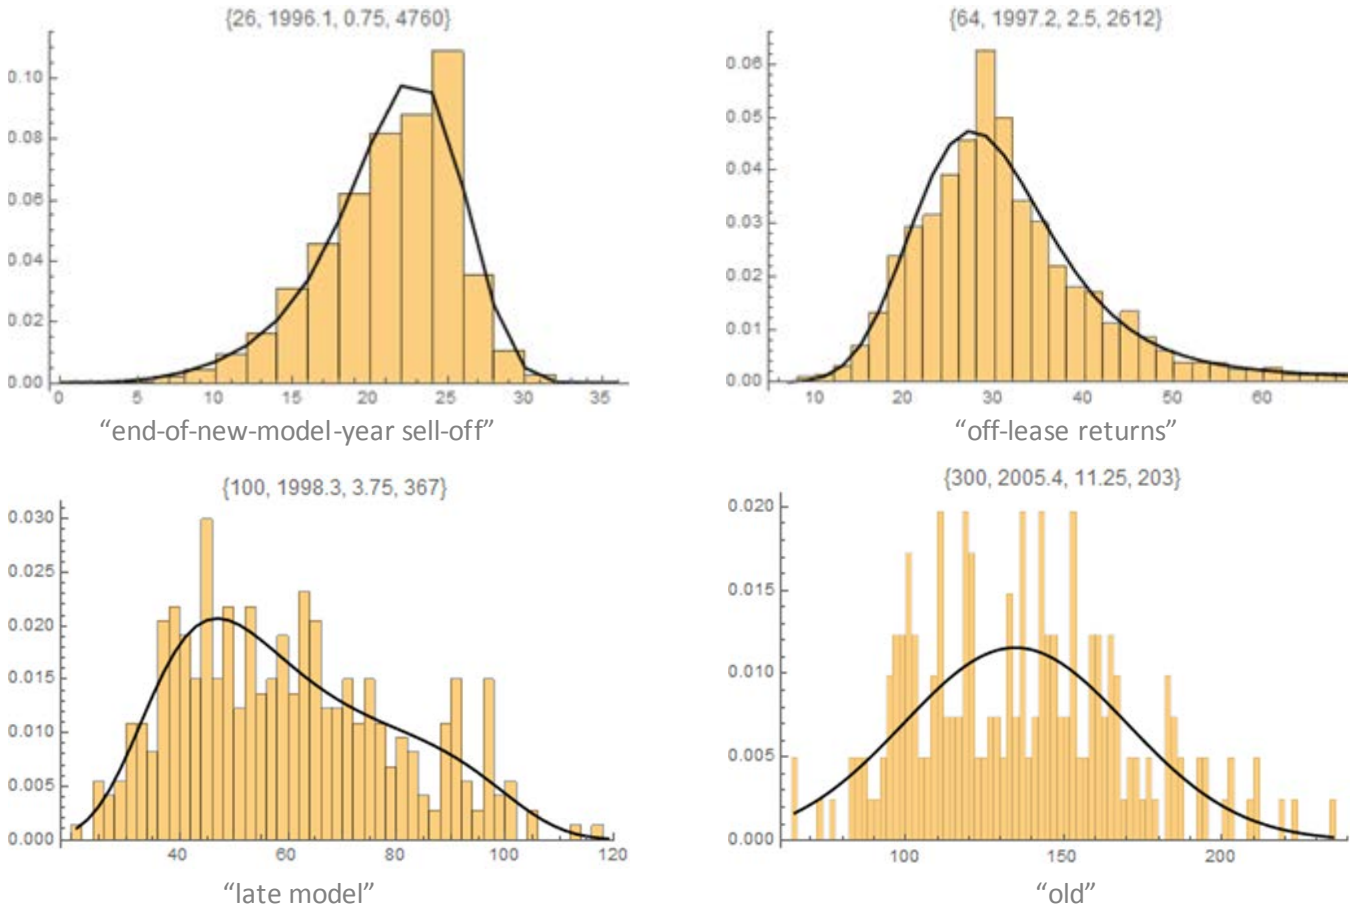 {26, 1996.1, 0.75, 4760}
0.10
0.08
0.06
0.04
0.02
0.00
0 5 10 15 20 25 30 35
"end-of-new-model-year sell-off"
{64, 1997.2, 2.5, 2612}
0.06
0.05
0.04
0.03
0.02
0.01
0.00
10 20 30 40 50 60
"off-lease returns"
{100, 1998.3, 3.75, 367}
0.030
0.025
0.020
0.015
0.010
0.005
0.000
40 60 80 100 120
"late model"
{300, 2005.4, 11.25, 203}
0.020
0.015
0.010
0.005
0.000
100 150 200
"old"